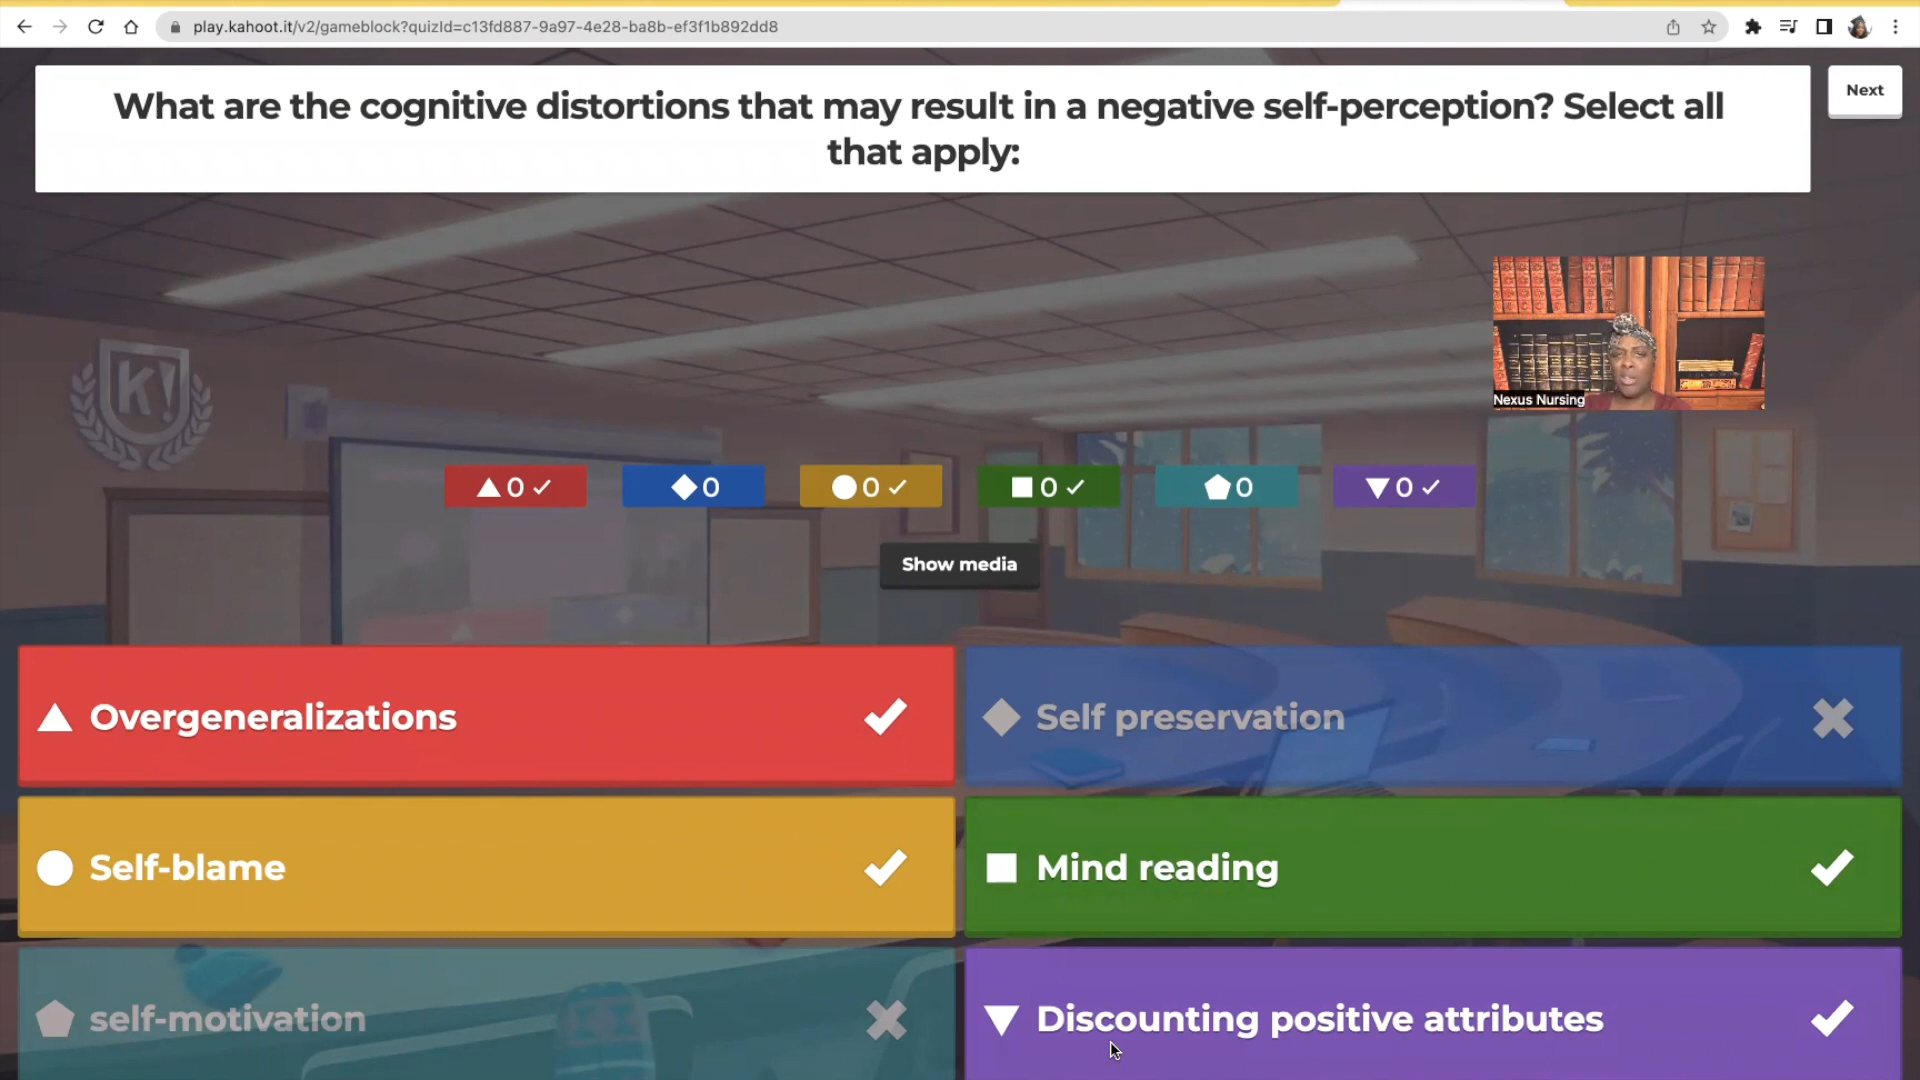 play.kahoot.it/v2/gameblock?quizId=c13fd887-9a97-4e28-ba8b-ef3f1b892dd8
What are the cognitive distortions that may result in a negative self-perception? Select all
that apply:
Next
K!
Nexus Nursing
0
0
0
0
0
0
Show media
Overgeneralizations
Self preservation
Self-blame
Mind reading
self-motivation
Discounting positive attributes